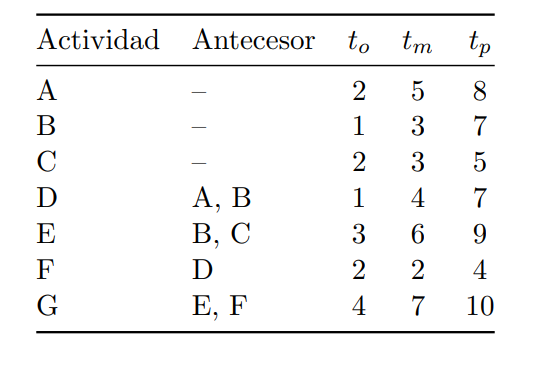 Actividad Antecesor t_o t_m t_p
A – 2 5 8
B – 1 3 7
C – 2 3 5
D A, B 1 4 7
E B, C 3 6 9
F D 2 2 4
G E, F 4 7 10